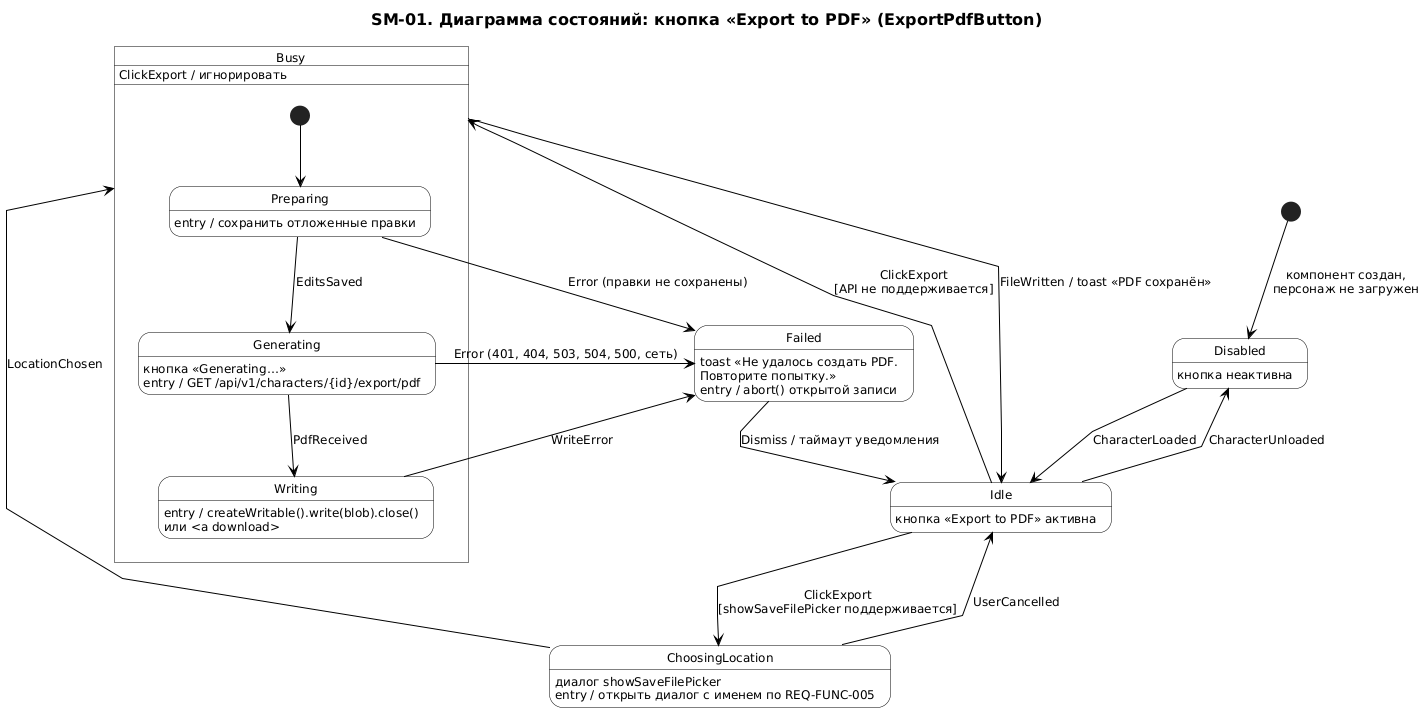 SM-01. Диаграмма состояний: кнопка «Export to PDF» (ExportPdfButton)
Busy
ClickExport / игнорировать
Preparing
entry / сохранить отложенные правки
EditsSaved
Error (правки не сохранены)
ClickExport
[API не поддерживается]
FileWritten / toast «PDF сохранён»
компонент создан,
персонаж не загружен
Generating
кнопка «Generating...»
entry / GET /api/v1/characters/{id}/export/pdf
Error (401, 404, 503, 504, 500, сеть)
Failed
toast «Не удалось создать PDF.
Повторите попытку.»
entry / abort() открытой записи
Disabled
кнопка неактивна
LocationChosen
PdfReceived
WriteError
Dismiss / таймаут уведомления
CharacterLoaded
CharacterUnloaded
Writing
entry / createWritable().write(blob).close()
или <a download>
Idle
кнопка «Export to PDF» активна
ClickExport
[showSaveFilePicker поддерживается]
UserCancelled
ChoosingLocation
диалог showSaveFilePicker
entry / открыть диалог с именем по REQ-FUNC-005